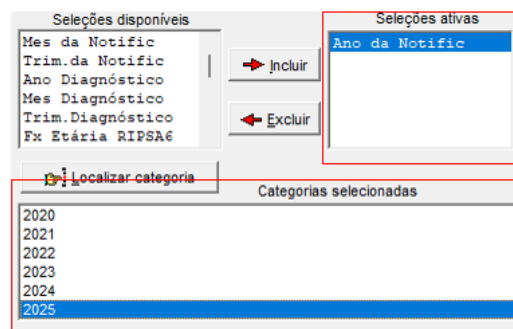 Seleções disponíveis
Mes da Notific
Trim.da Notific
Ano Diagnóstico
Mes Diagnóstico
Trim.Diagnóstico
Fx Etária RIPSA6
Incluir
Excluir
Seleções ativas
Ano da Notific
Localizar categoria
Categorias selecionadas
2020
2021
2022
2023
2024
2025